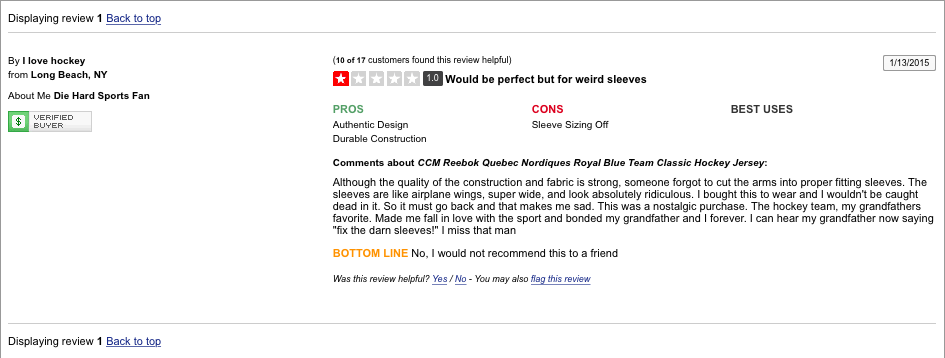 Displaying review 1 Back to top
By I love hockey
from Long Beach, NY
About Me Die Hard Sports Fan
$ VERIFIED
BUYER
(10 of 17 customers found this review helpful)
1/13/2015
1.0 Would be perfect but for weird sleeves
PROS
Authentic Design
Durable Construction
CONS
Sleeve Sizing Off
BEST USES
Comments about CCM Reebok Quebec Nordiques Royal Blue Team Classic Hockey Jersey:
Although the quality of the construction and fabric is strong, someone forgot to cut the arms into proper fitting sleeves. The
sleeves are like airplane wings, super wide, and look absolutely ridiculous. I bought this to wear and I wouldn't be caught
dead in it. So it must go back and that makes me sad. This was a nostalgic purchase. The hockey team, my grandfathers
favorite. Made me fall in love with the sport and bonded my grandfather and I forever. I can hear my grandfather now saying
"fix the darn sleeves!" I miss that man
BOTTOM LINE No, I would not recommend this to a friend
Was this review helpful? Yes / No - You may also flag this review
Displaying review 1 Back to top